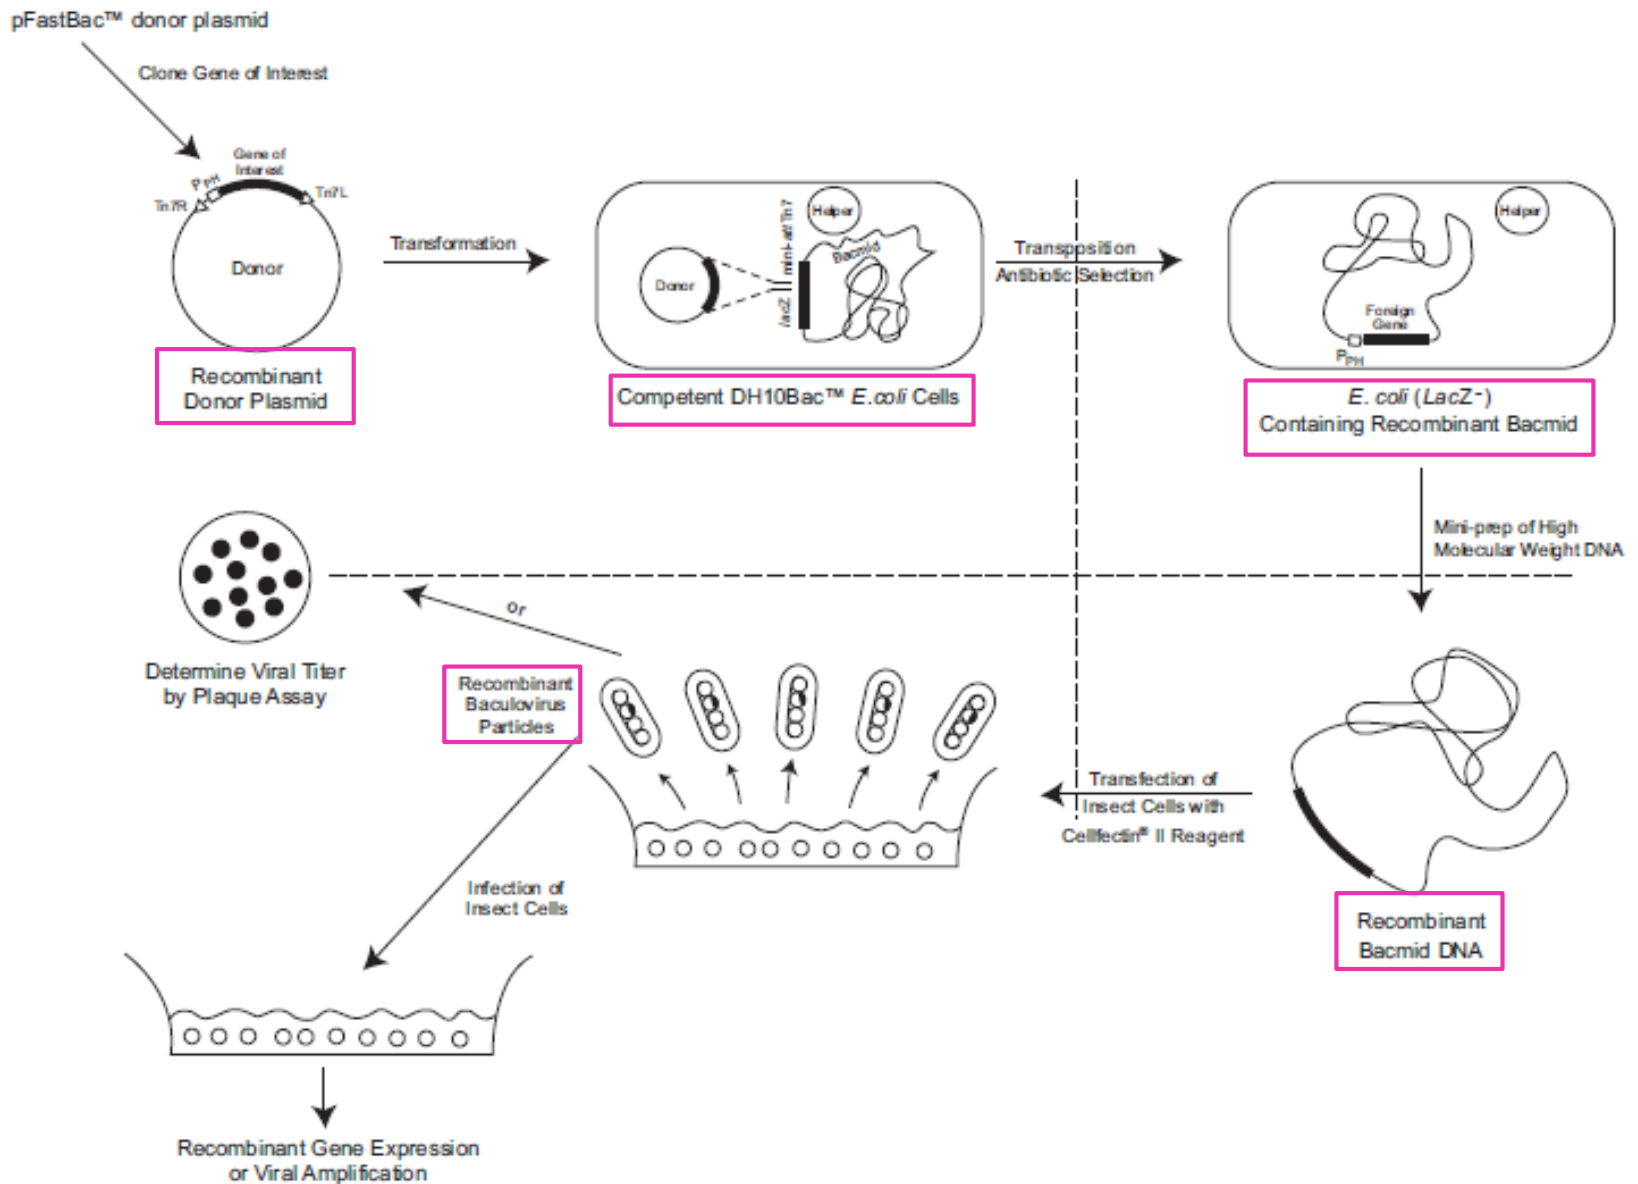 pFastBac™ donor plasmid
Clone Gene of Interest
Gene of
Interest
PPH
Tn7R
Tn7L
Donor
Recombinant
Donor Plasmid
Transformation
Helper
Donor
lacZ mini-attTn7
Bacmid
Competent DH10Bac™ E.coli Cells
Transposition
Antibiotic Selection
Helper
Foreign
Gene
PPH
E. coli (LacZ-)
Containing Recombinant Bacmid
Mini-prep of High
Molecular Weight DNA
Recombinant
Bacmid DNA
Transfection of
Insect Cells with
Cellfectin® II Reagent
Recombinant
Baculovirus
Particles
or
Determine Viral Titer
by Plaque Assay
Infection of
Insect Cells
Recombinant Gene Expression
or Viral Amplification